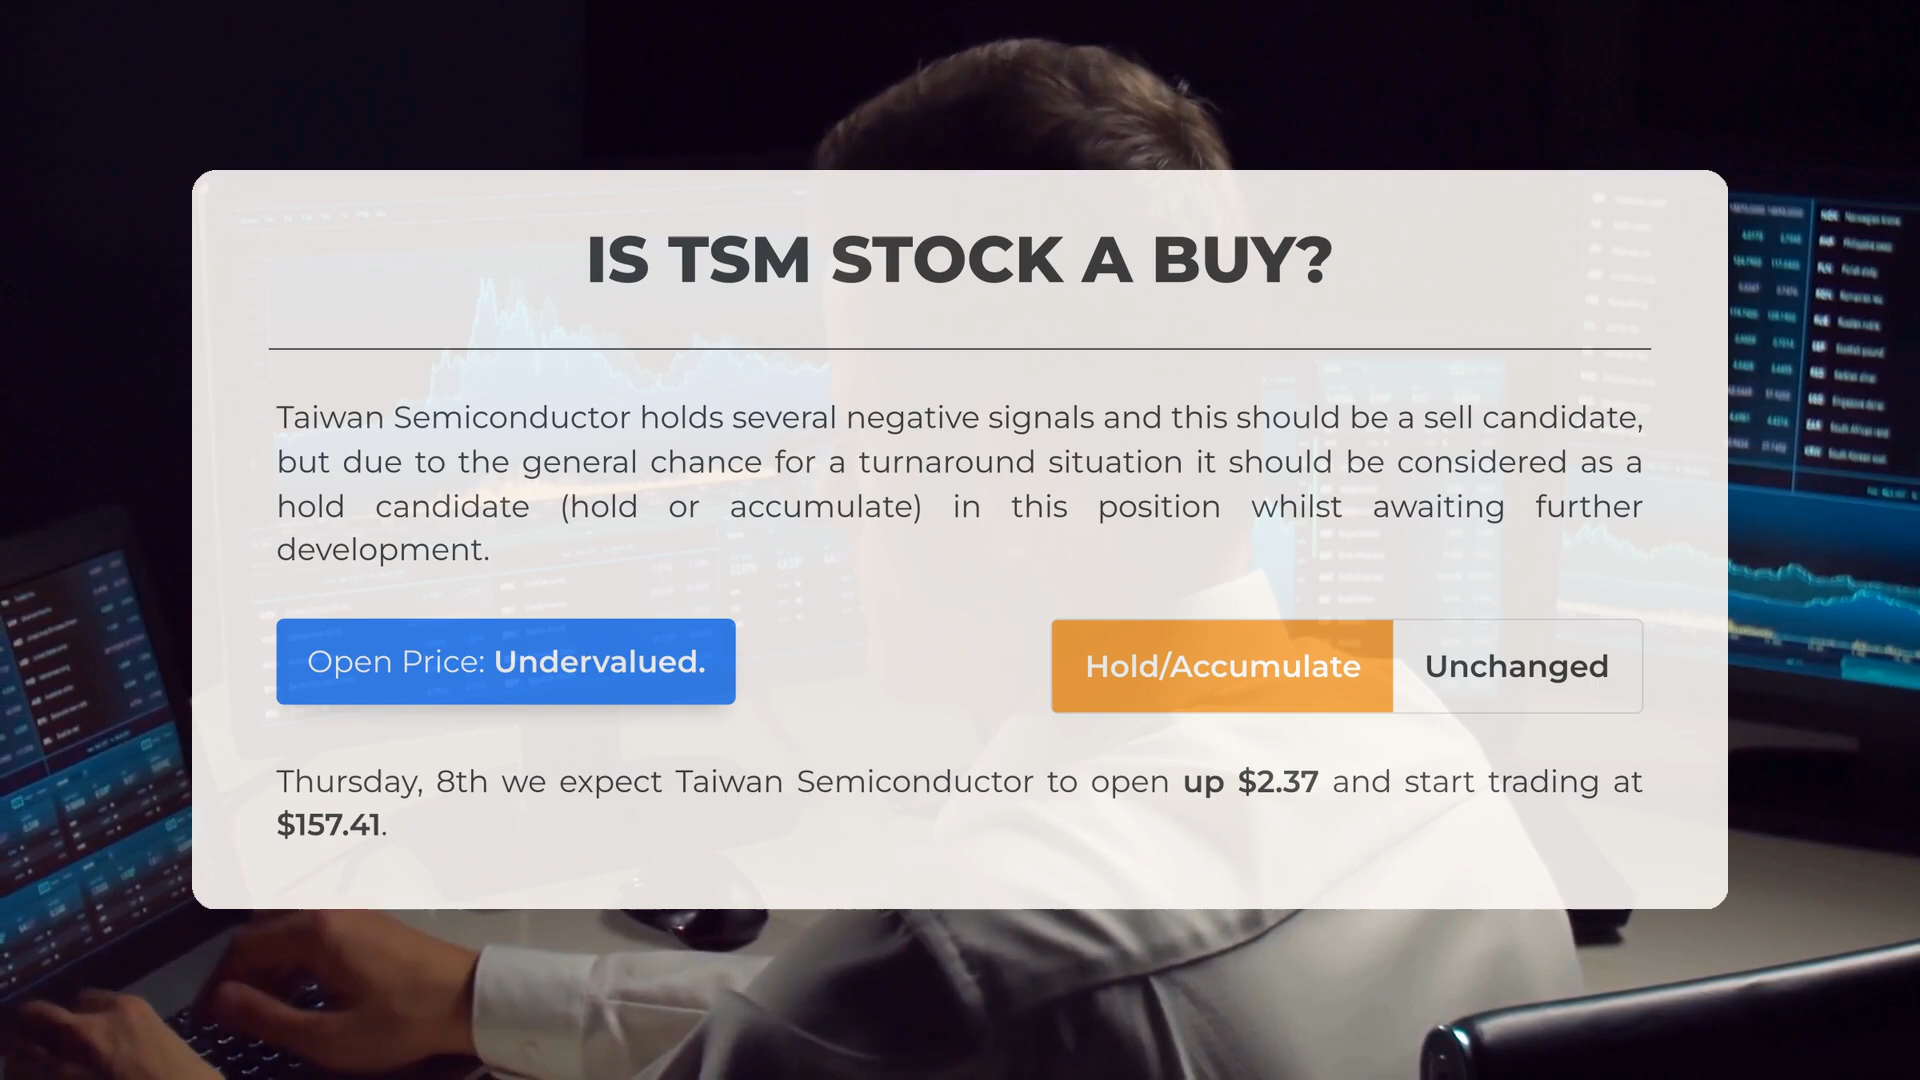 IS TSM STOCK A BUY?
Taiwan Semiconductor holds several negative signals and this should be a sell candidate,
but due to the general chance for a turnaround situation it should be considered as a
hold candidate (hold or accumulate) in this position whilst awaiting further
development.
Open Price: Undervalued.
Hold/Accumulate Unchanged
Thursday, 8th we expect Taiwan Semiconductor to open up $2.37 and start trading at
$157.41.